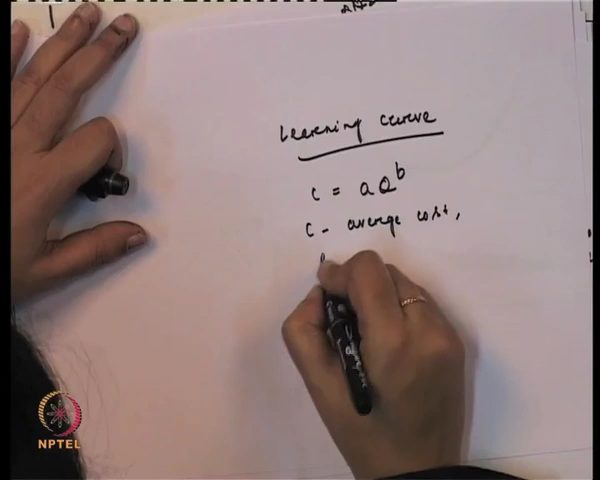 Learning curve
c = aQ^b
c - average cost,
NPTEL